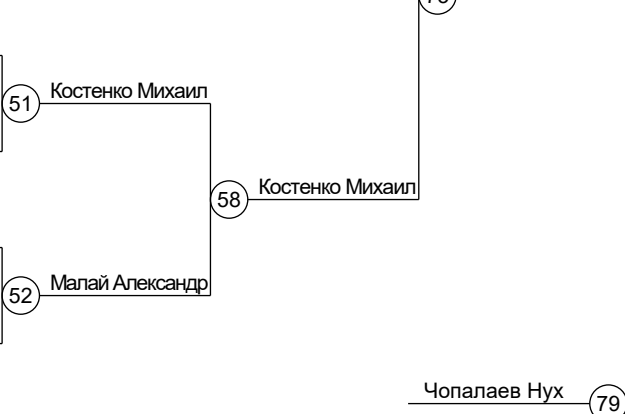 51 Костенко Михаил
58 Костенко Михаил
52 Малай Александр
Чопалаев Нух 79